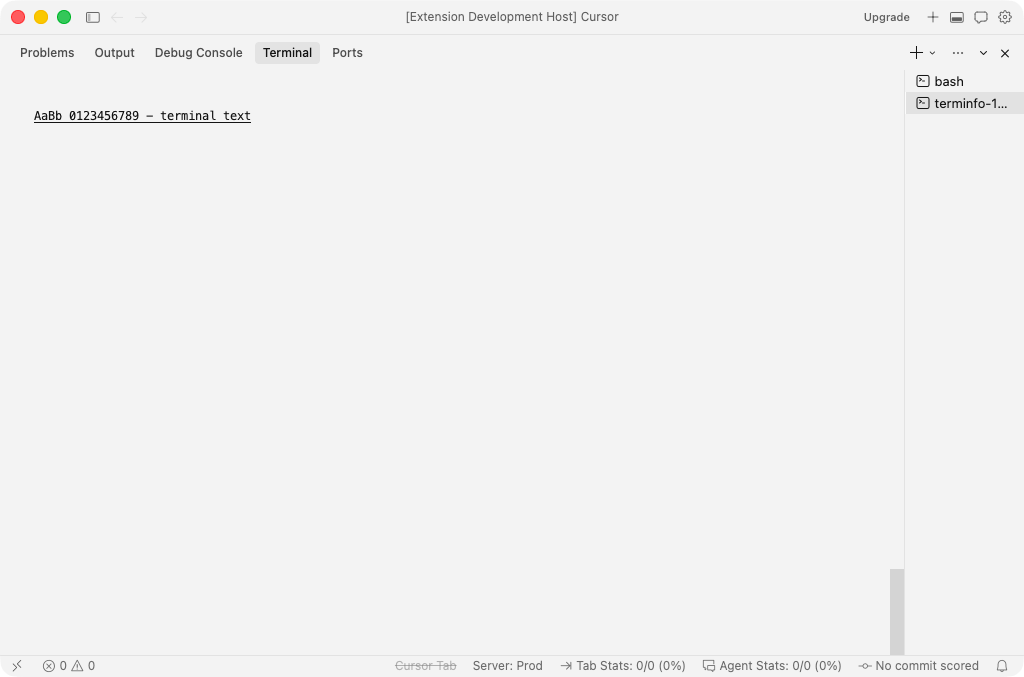 [Extension Development Host] Cursor
Upgrade
Problems Output Debug Console Terminal Ports
bash
terminfo-1...
AaBb 0123456789 – terminal text
0 0 Cursor Tab Server: Prod Tab Stats: 0/0 (0%) Agent Stats: 0/0 (0%) No commit scored